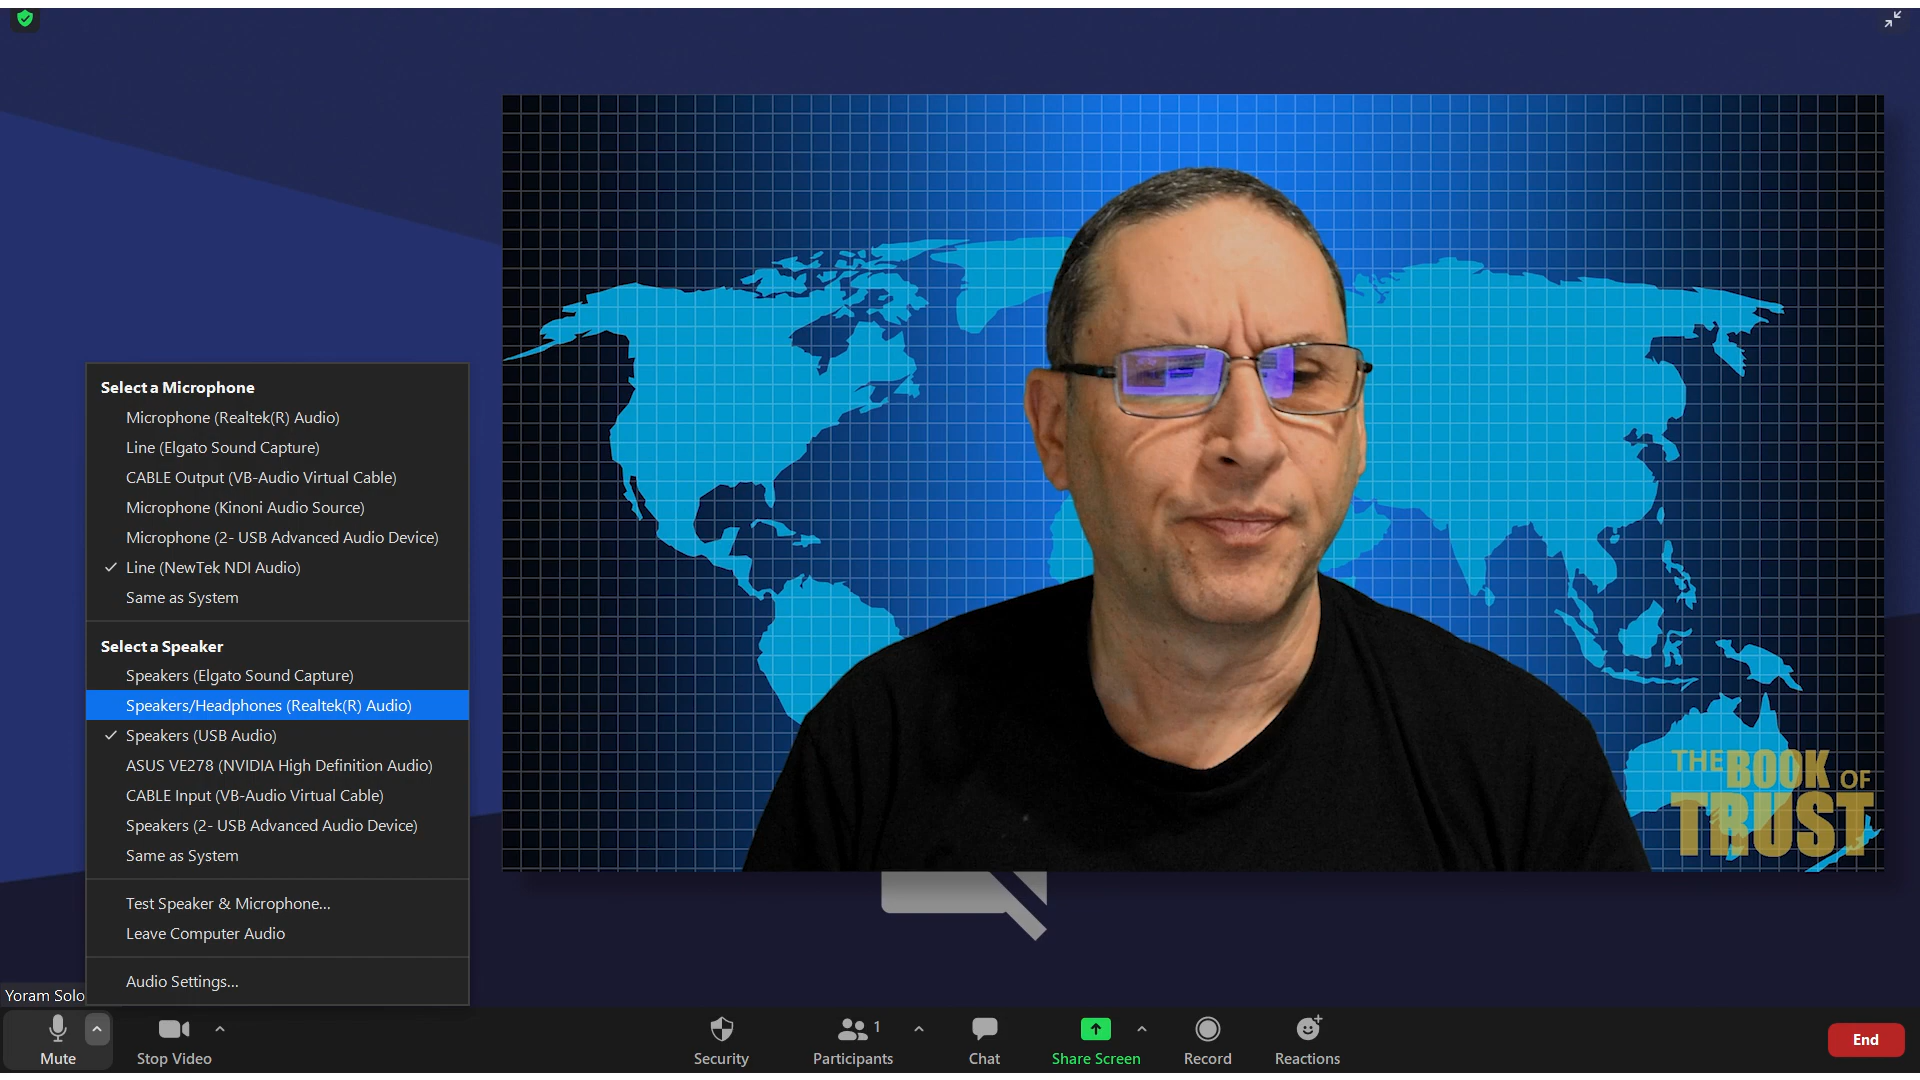 Select a Microphone
Microphone (Realtek(R) Audio)
Line (Elgato Sound Capture)
CABLE Output (VB-Audio Virtual Cable)
Microphone (Kinoni Audio Source)
Microphone (2- USB Advanced Audio Device)
Line (NewTek NDI Audio)
Same as System
Select a Speaker
Speakers (Elgato Sound Capture)
Speakers/Headphones (Realtek(R) Audio)
Speakers (USB Audio)
ASUS VE278 (NVIDIA High Definition Audio)
CABLE Input (VB-Audio Virtual Cable)
Speakers (2- USB Advanced Audio Device)
Same as System
Test Speaker & Microphone...
Leave Computer Audio
Audio Settings...
THE BOOK OF
TRUST
Yoram Solo
1
Mute
Stop Video
Security
Participants
Chat
Share Screen
Record
Reactions
End